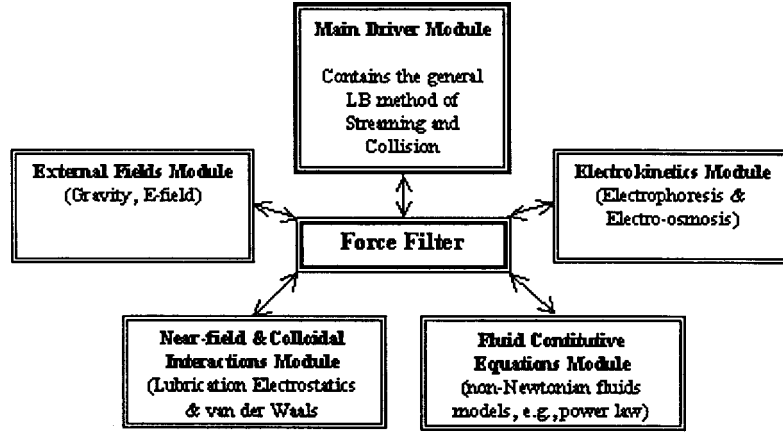 Main Driver Module
Contains the general
LB method of
Streaming and
Collision
External Fields Module
(Gravity, E-field)
Electrokinetics Module
(Electrophoresis &
Electro-osmosis)
Force Filter
Near-field & Colloidal
Interactions Module
(Lubrication Electrostatics
& van der Waals
Fluid Contitutive
Equations Module
(non-Newtonian fluids
models, e.g., power law)